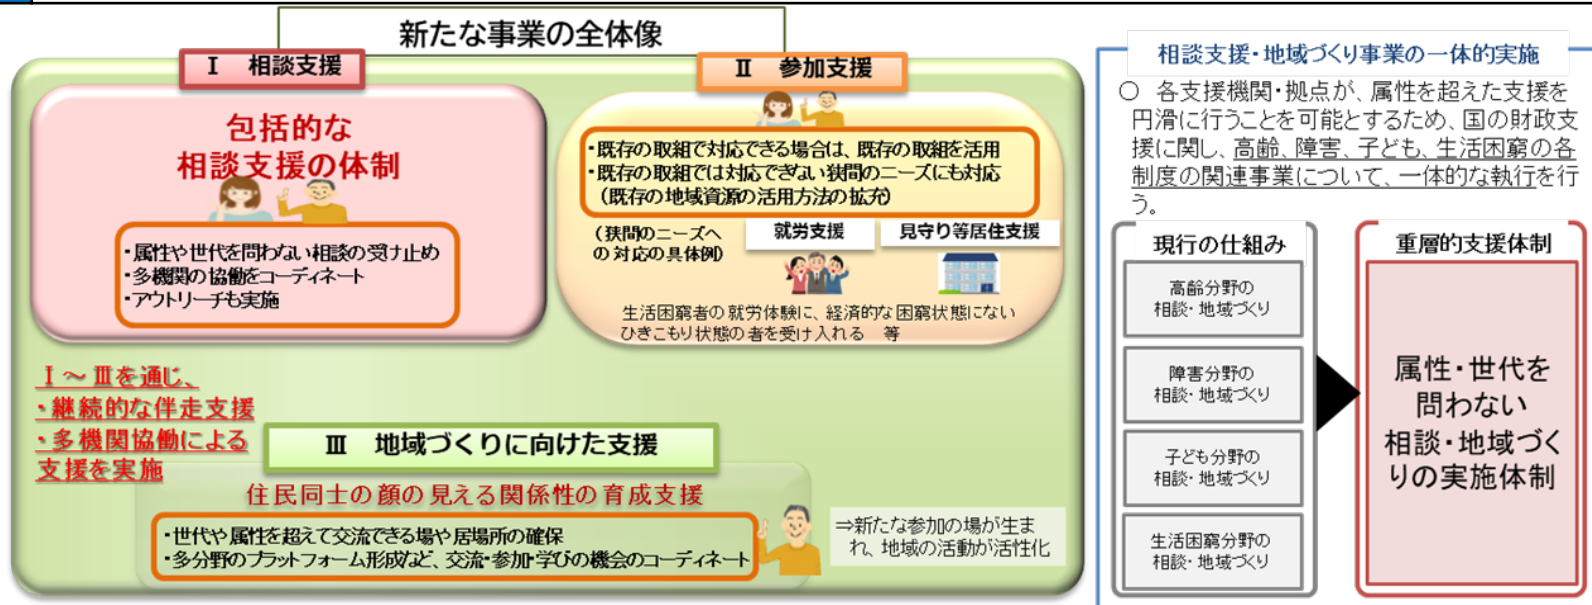 新たな事業の全体像
Ⅰ 相談支援
包括的な
相談支援の体制
・属性や世代を問わない相談の受け止め
・多機関の協働をコーディネート
・アウトリーチも実施
Ⅱ 参加支援
・既存の取組で対応できる場合は、既存の取組を活用
・既存の取組では対応できない狭間のニーズにも対応
（既存の地域資源の活用方法の拡充）
（狭間のニーズへ
の対応の具体例）
就労支援
見守り等居住支援
生活困窮者の就労体験に、経済的な困窮状態にない
ひきこもり状態の者を受け入れる 等
Ⅰ～Ⅲを通じ、
・継続的な伴走支援
・多機関協働による
支援を実施
Ⅲ 地域づくりに向けた支援
住民同士の顔の見える関係性の育成支援
・世代や属性を超えて交流できる場や居場所の確保
・多分野のプラットフォーム形成など、交流・参加・学びの機会のコーディネート
⇒新たな参加の場が生ま
れ、地域の活動が活性化
相談支援・地域づくり事業の一体的実施
○ 各支援機関・拠点が、属性を超えた支援を
円滑に行うことを可能とするため、国の財政支
援に関し、高齢、障害、子ども、生活困窮の各
制度の関連事業について、一体的な執行を行
う。
現行の仕組み
高齢分野の
相談・地域づくり
障害分野の
相談・地域づくり
子ども分野の
相談・地域づくり
生活困窮分野の
相談・地域づくり
重層的支援体制
属性・世代を
問わない
相談・地域づく
りの実施体制